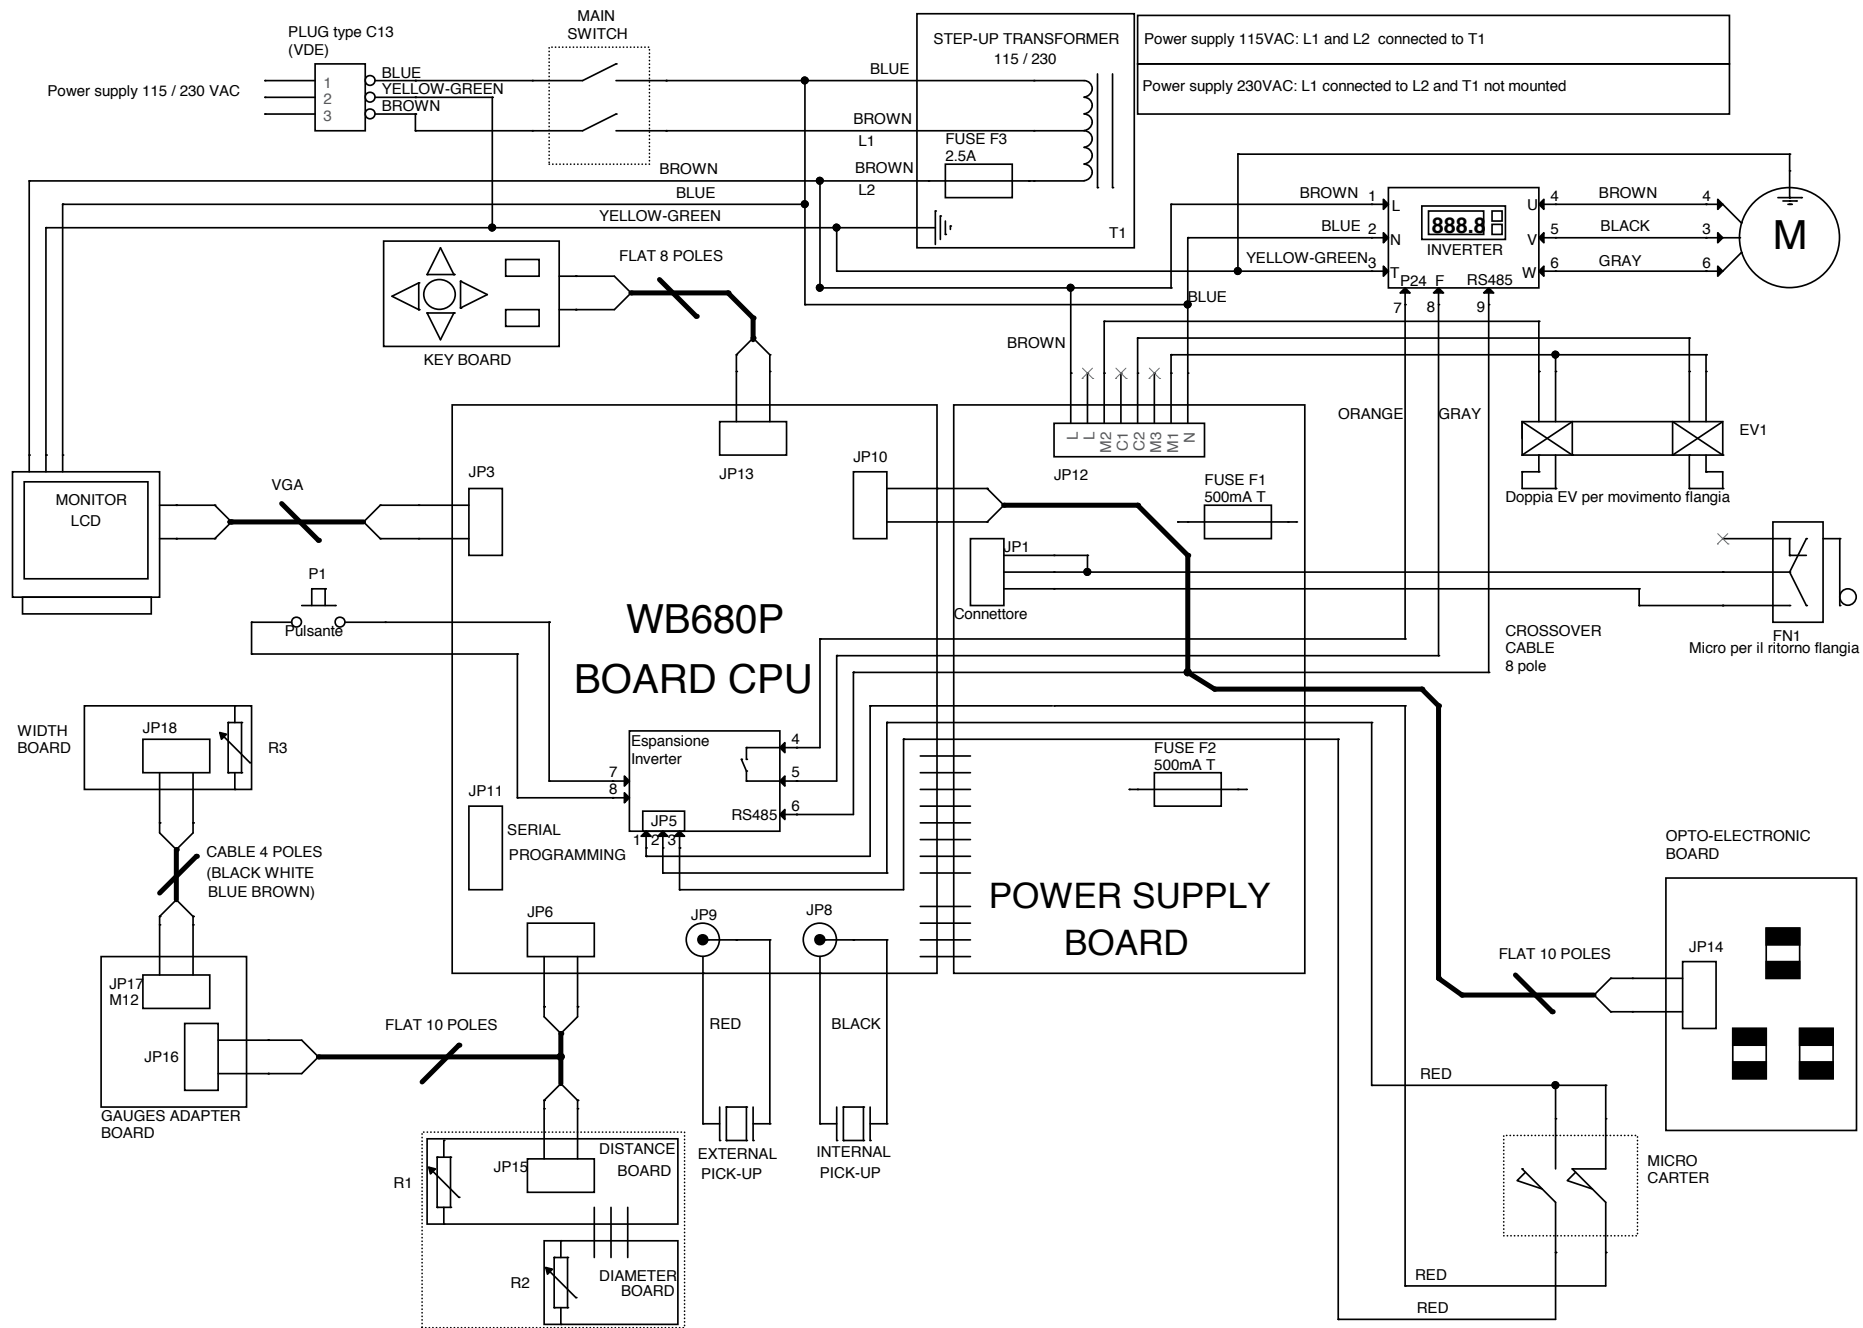 PLUG type C13
(VDE)
MAIN
SWITCH
STEP-UP TRANSFORMER
115 / 230
Power supply 115VAC: L1 and L2 connected to T1
Power supply 230VAC: L1 connected to L2 and T1 not mounted
Power supply 115 / 230 VAC
1
2
3
BLUE
YELLOW-GREEN
BROWN
BLUE
BROWN
L1
FUSE F3
2.5A
BROWN
BROWN
L2
BLUE
YELLOW-GREEN
T1
BROWN 1 L
BLUE 2 N
YELLOW-GREEN 3 T
888.8
INVERTER
P24 F RS485
U 4 BROWN 4
V 5 BLACK 3
W 6 GRAY 6
M
7 8 9
FLAT 8 POLES
KEY BOARD
BLUE
BROWN
ORANGE
GRAY
L L M2 C1 C2 M3 M1 N
JP12
EV1
Doppia EV per movimento flangia
JP13
JP3
JP10
FUSE F1
500mA T
MONITOR
LCD
VGA
JP1
Connettore
P1
Pulsante
WB680P
BOARD CPU
CROSSOVER
CABLE
8 pole
FN1
Micro per il ritorno flangia
WIDTH
BOARD
JP18
R3
Espansione
Inverter
4
5
6
7
8
RS485
JP5
1 2 3
JP11
SERIAL
PROGRAMMING
FUSE F2
500mA T
CABLE 4 POLES
(BLACK WHITE
BLUE BROWN)
POWER SUPPLY
BOARD
OPTO-ELECTRONIC
BOARD
JP6
JP9
JP8
JP14
FLAT 10 POLES
JP17
M12
JP16
GAUGES ADAPTER
BOARD
FLAT 10 POLES
RED
BLACK
RED
EXTERNAL
PICK-UP
INTERNAL
PICK-UP
DISTANCE
BOARD
JP15
R1
R2
DIAMETER
BOARD
MICRO
CARTER
RED
RED